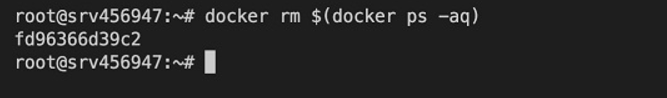 root@srv456947:~# docker rm $(docker ps -aq)
fd96366d39c2
root@srv456947:~#